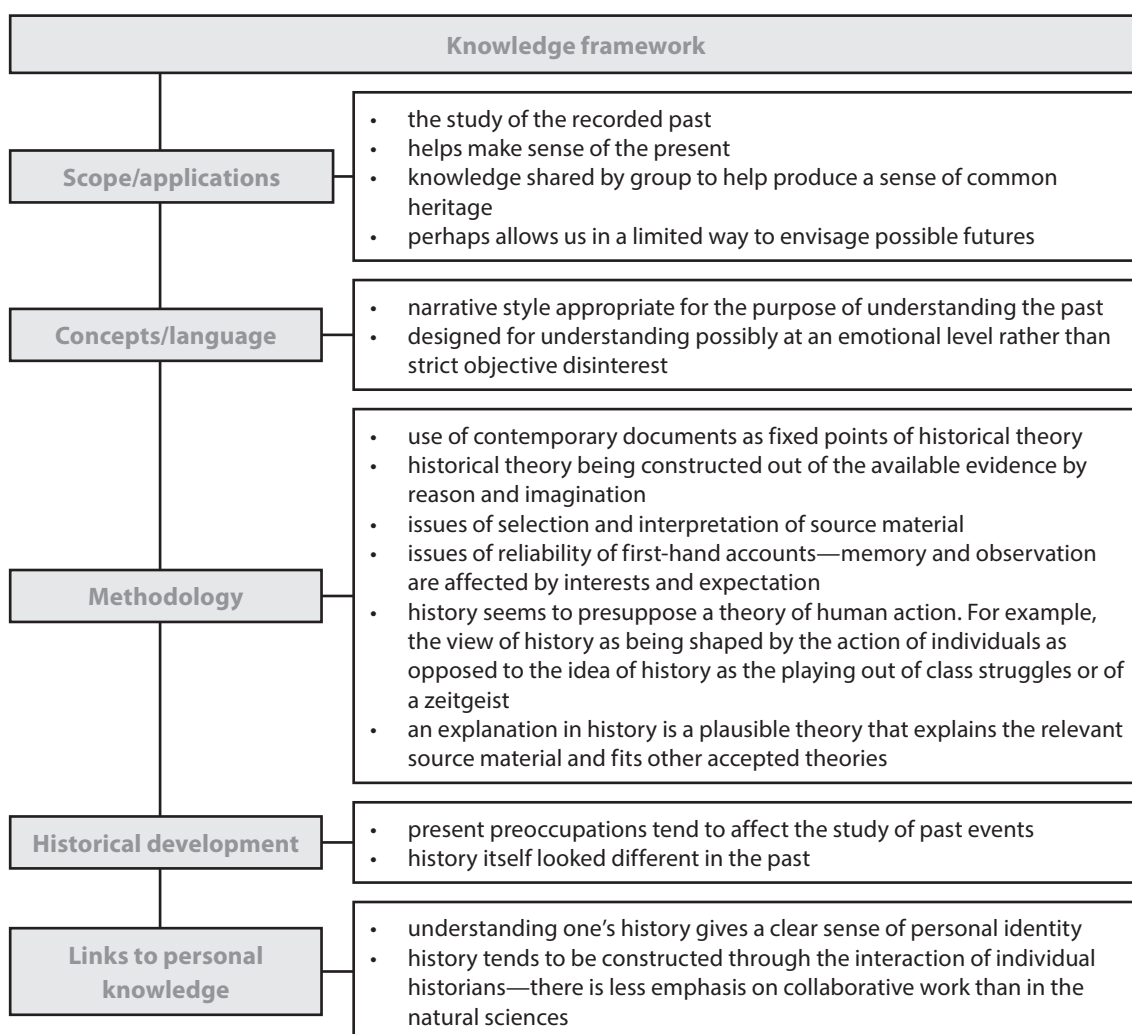 Knowledge framework
Scope/applications
• the study of the recorded past
• helps make sense of the present
• knowledge shared by group to help produce a sense of common
heritage
• perhaps allows us in a limited way to envisage possible futures
Concepts/language
• narrative style appropriate for the purpose of understanding the past
• designed for understanding possibly at an emotional level rather than
strict objective disinterest
Methodology
• use of contemporary documents as fixed points of historical theory
• historical theory being constructed out of the available evidence by
reason and imagination
• issues of selection and interpretation of source material
• issues of reliability of first-hand accounts—memory and observation
are affected by interests and expectation
• history seems to presuppose a theory of human action. For example,
the view of history as being shaped by the action of individuals as
opposed to the idea of history as the playing out of class struggles or of
a zeitgeist
• an explanation in history is a plausible theory that explains the relevant
source material and fits other accepted theories
Historical development
• present preoccupations tend to affect the study of past events
• history itself looked different in the past
Links to personal
knowledge
• understanding one’s history gives a clear sense of personal identity
• history tends to be constructed through the interaction of individual
historians—there is less emphasis on collaborative work than in the
natural sciences